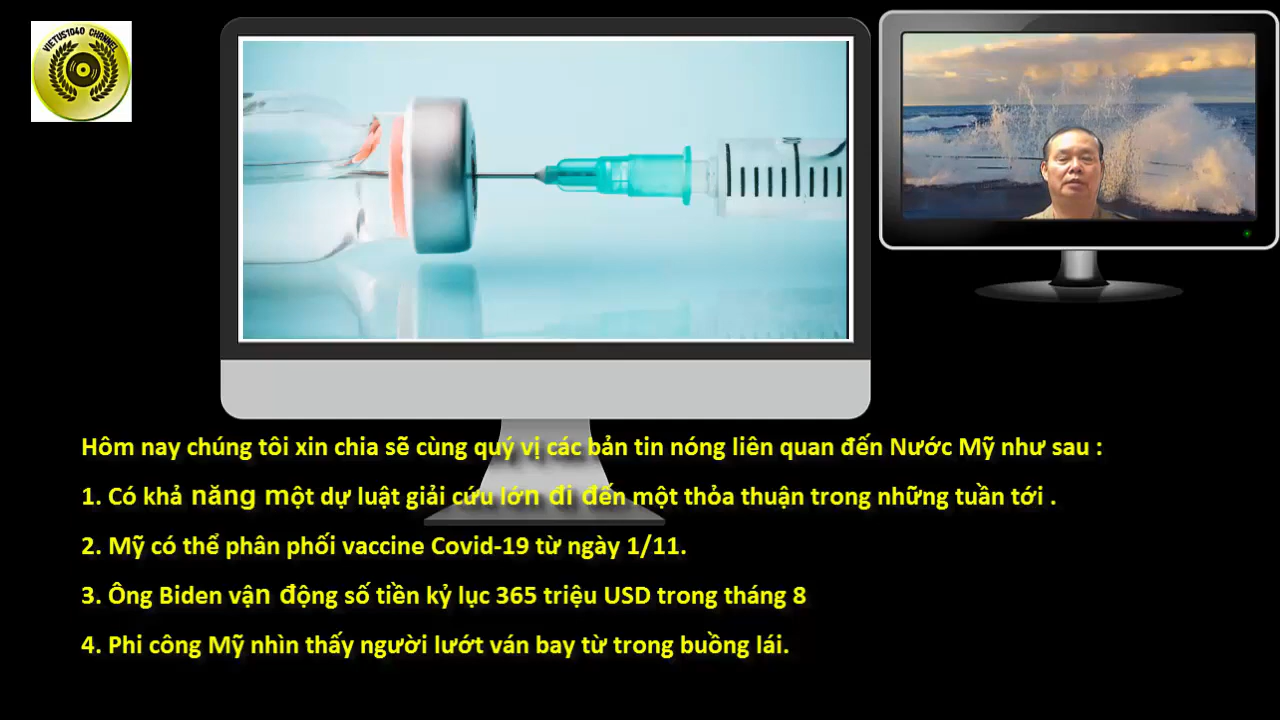 VIETUS1040 CHANNEL
Hôm nay chúng tôi xin chia sẽ cùng quý vị các bản tin nóng liên quan đến Nước Mỹ như sau :
1. Có khả năng một dự luật giải cứu lớn đi đến một thỏa thuận trong những tuần tới .
2. Mỹ có thể phân phối vaccine Covid-19 từ ngày 1/11.
3. Ông Biden vận động số tiền kỷ lục 365 triệu USD trong tháng 8
4. Phi công Mỹ nhìn thấy người lướt ván bay từ trong buồng lái.